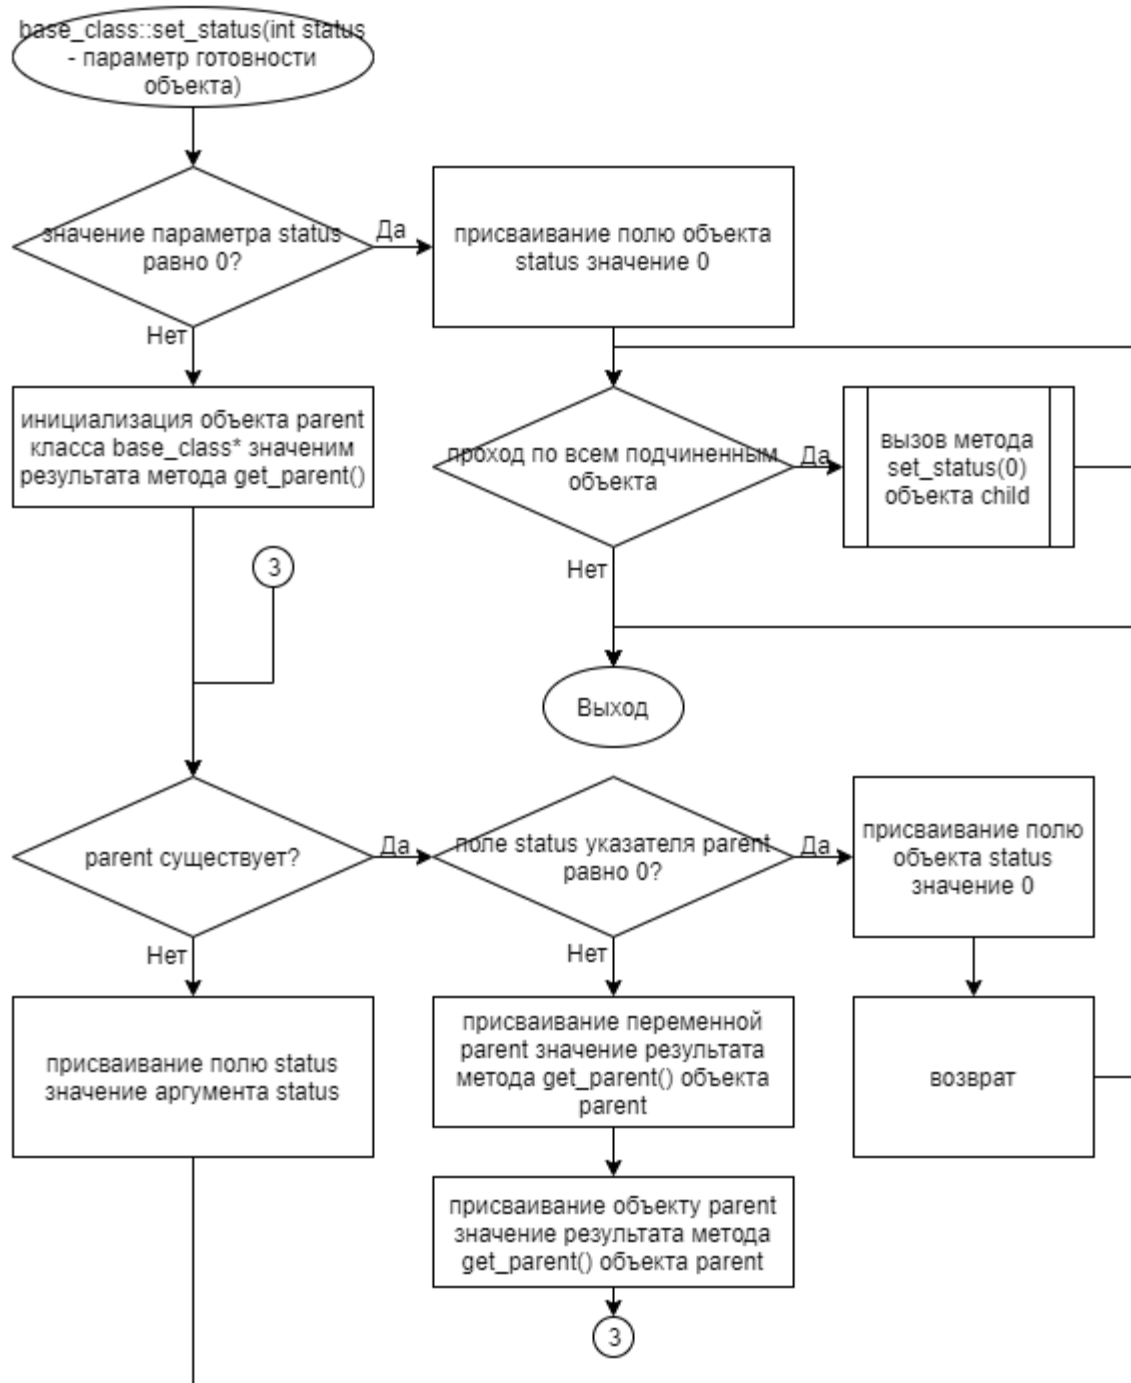 base_class::set_status(int status
- параметр готовности
объекта)
значение параметра status
равно 0?
Да
присваивание полю объекта
status значение 0
Нет
инициализация объекта parent
класса base_class* значеним
результата метода get_parent()
проход по всем подчиненным
объекта
Да
вызов метода
set_status(0)
объекта child
3
Нет
Выход
parent существует?
Да
поле status указателя parent
равно 0?
Да
присваивание полю
объекта status
значение 0
Нет
присваивание полю status
значение аргумента status
Нет
присваивание переменной
parent значение результата
метода get_parent() объекта
parent
возврат
присваивание объекту parent
значение результата метода
get_parent() объекта parent
3